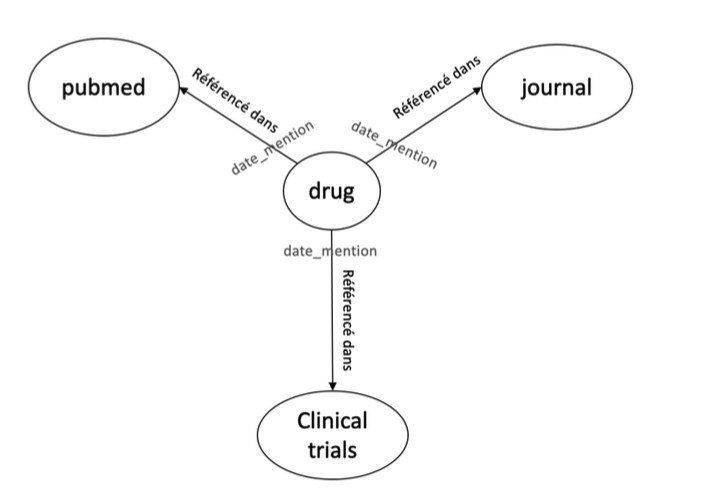 pubmed
Référencé dans
date_mention
Référencé dans
journal
date_mention
drug
date_mention
Référencé dans
Clinical
trials